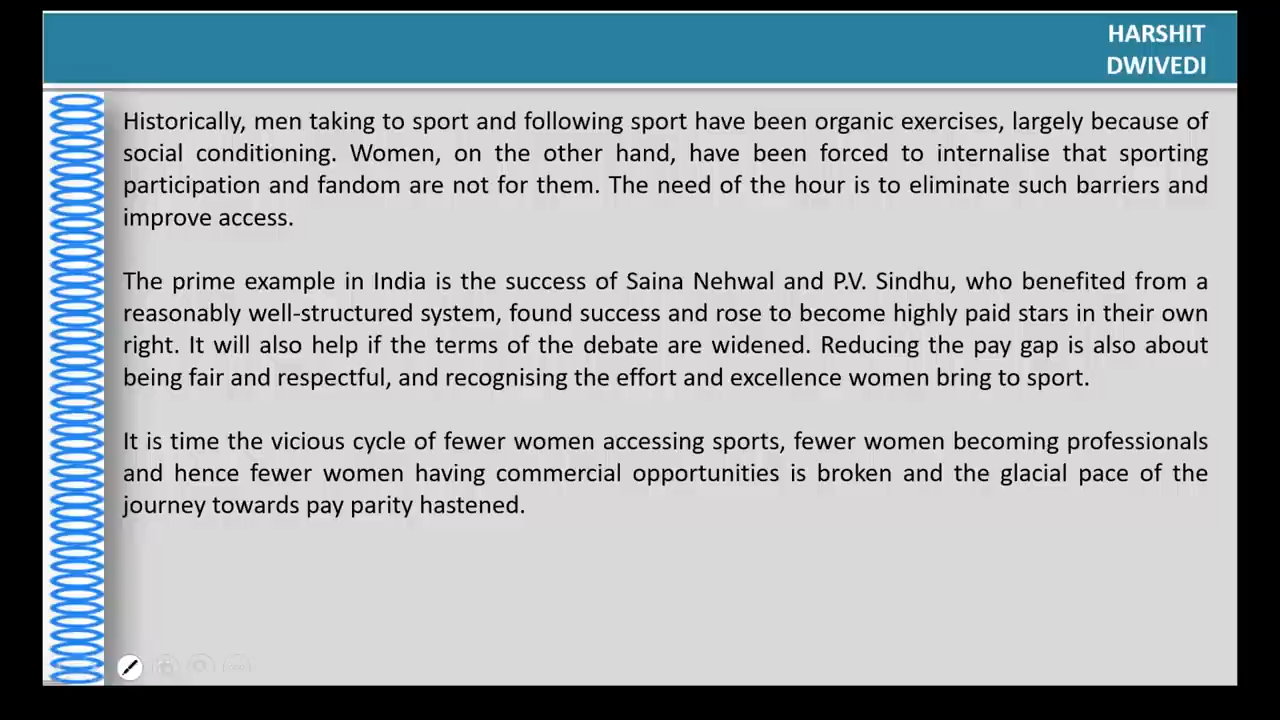 HARSHIT
DWIVEDI
Historically, men taking to sport and following sport have been organic exercises, largely because of
social conditioning. Women, on the other hand, have been forced to internalise that sporting
participation and fandom are not for them. The need of the hour is to eliminate such barriers and
improve access.
The prime example in India is the success of Saina Nehwal and P.V. Sindhu, who benefited from a
reasonably well-structured system, found success and rose to become highly paid stars in their own
right. It will also help if the terms of the debate are widened. Reducing the pay gap is also about
being fair and respectful, and recognising the effort and excellence women bring to sport.
It is time the vicious cycle of fewer women accessing sports, fewer women becoming professionals
and hence fewer women having commercial opportunities is broken and the glacial pace of the
journey towards pay parity hastened.